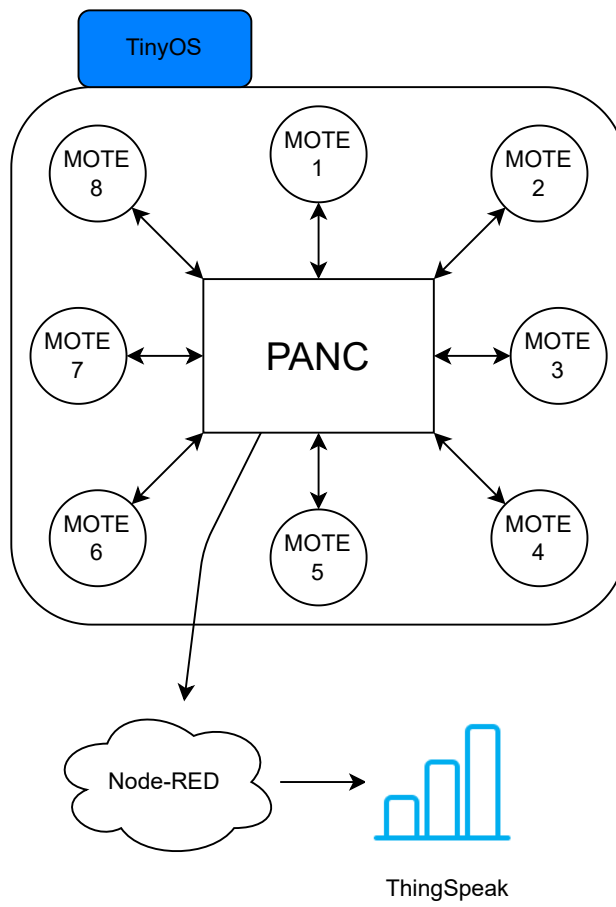 TinyOS
MOTE
1
MOTE
8
MOTE
2
PANC
MOTE
7
MOTE
3
MOTE
6
MOTE
5
MOTE
4
Node-RED
ThingSpeak